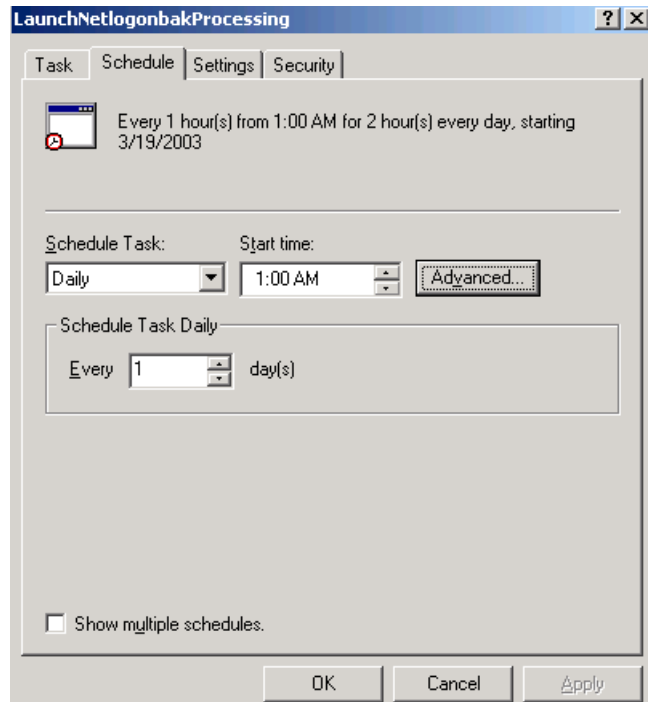 LaunchNetlogonbakProcessing
Task Schedule Settings Security
Every 1 hour(s) from 1:00 AM for 2 hour(s) every day, starting
3/19/2003
Schedule Task: Start time:
Daily 1:00 AM Advanced...
Schedule Task Daily
Every 1 day(s)
Show multiple schedules.
OK Cancel Apply